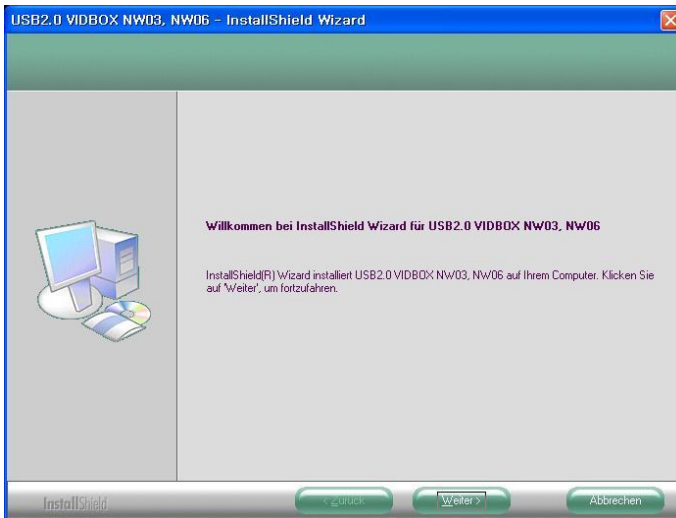 USB2.0 VIDBOX NW03, NW06 - InstallShield Wizard
Willkommen bei InstallShield Wizard für USB2.0 VIDBOX NW03, NW06
InstallShield(R) Wizard installiert USB2.0 VIDBOX NW03, NW06 auf Ihrem Computer. Klicken Sie
auf 'Weiter', um fortzufahren.
InstallShield
< Zurück
Weiter >
Abbrechen